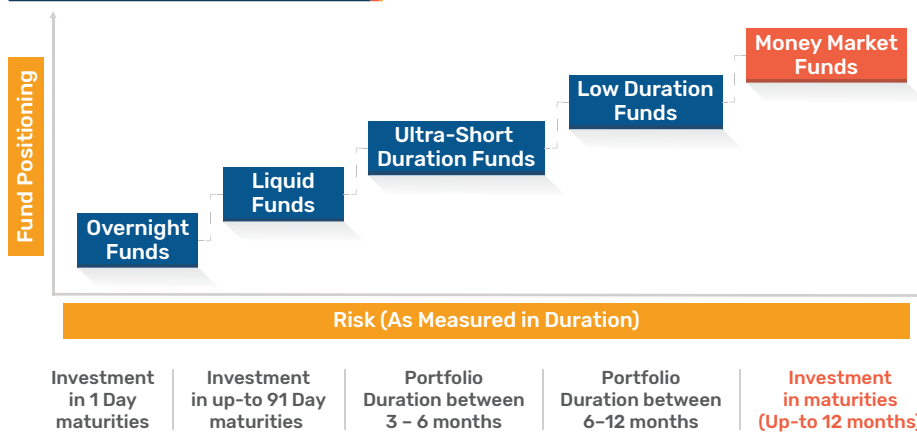 Fund Positioning
Money Market
Funds
Low Duration
Funds
Ultra-Short
Duration Funds
Liquid
Funds
Overnight
Funds
Risk (As Measured in Duration)
Investment
in 1 Day
maturities
Investment
in up-to 91 Day
maturities
Portfolio
Duration between
3 – 6 months
Portfolio
Duration between
6–12 months
Investment
in maturities
(Up-to 12 months)